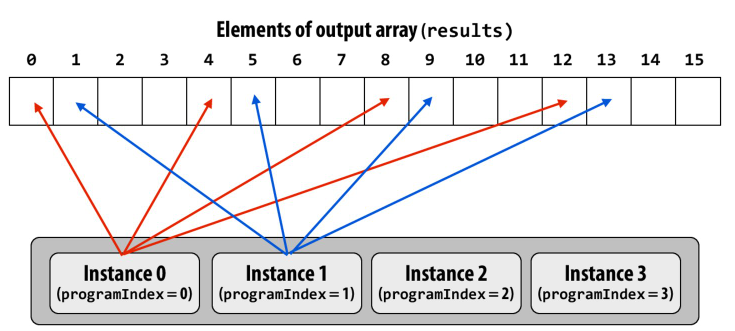 Elements of output array (results)
0 1 2 3 4 5 6 7 8 9 10 11 12 13 14 15
Instance 0 Instance 1 Instance 2 Instance 3
(programIndex=0) (programIndex=1) (programIndex=2) (programIndex=3)